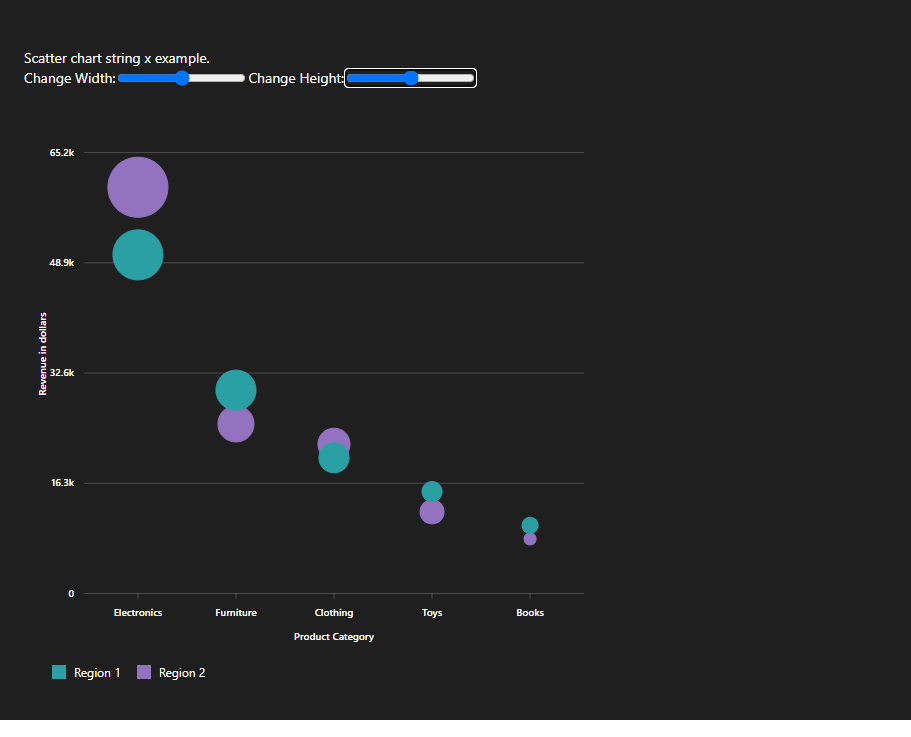 Scatter chart string x example.
Change Width: Change Height:
65.2k
48.9k
32.6k
16.3k
0
Revenue in dollars
Electronics Furniture Clothing Toys Books
Product Category
Region 1 Region 2